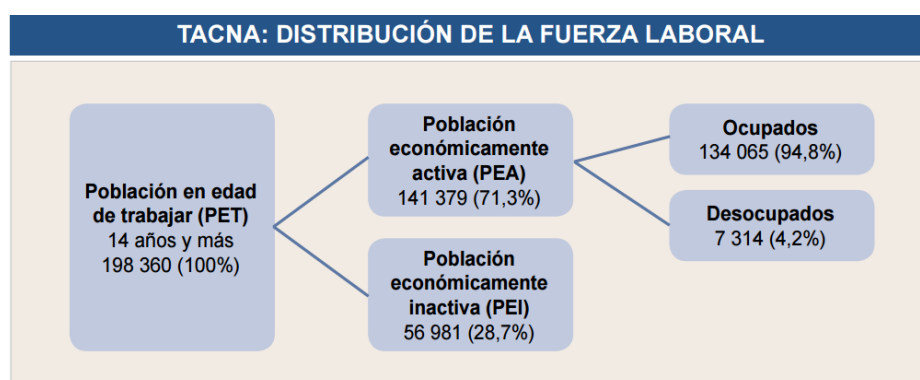 TACNA: DISTRIBUCIÓN DE LA FUERZA LABORAL
Población en edad
de trabajar (PET)
14 años y más
198 360 (100%)
Población
económicamente
activa (PEA)
141 379 (71,3%)
Población
económicamente
inactiva (PEI)
56 981 (28,7%)
Ocupados
134 065 (94,8%)
Desocupados
7 314 (4,2%)